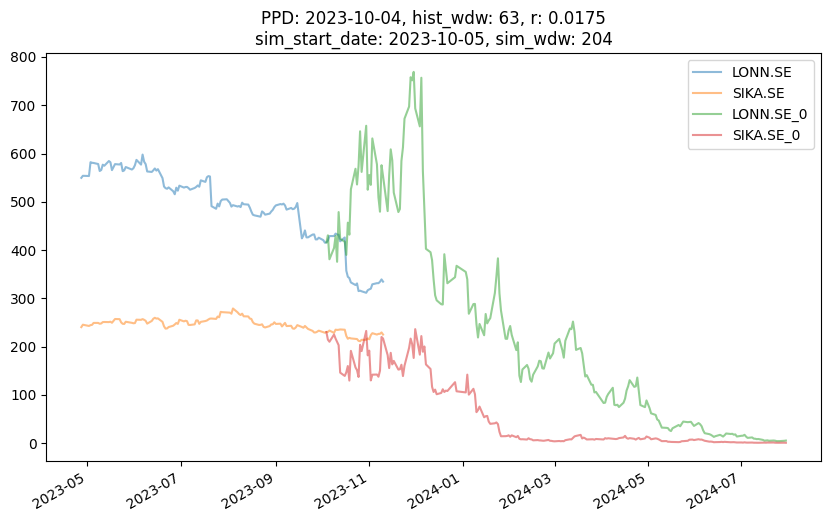 PPD: 2023-10-04, hist_wdw: 63, r: 0.0175
sim_start_date: 2023-10-05, sim_wdw: 204
800
700
600
500
400
300
200
100
0
LONN.SE
SIKA.SE
LONN.SE_0
SIKA.SE_0
2023-05
2023-07
2023-09
2023-11
2024-01
2024-03
2024-05
2024-07